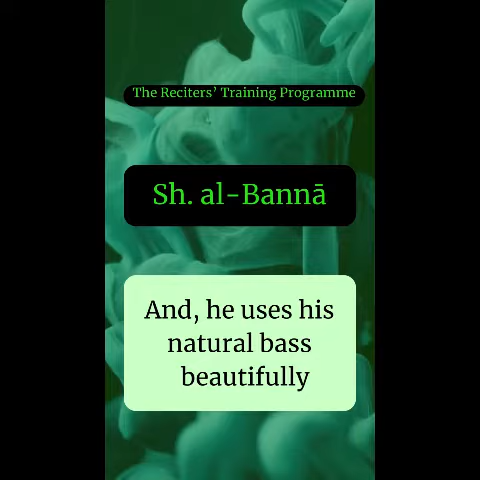 The Reciters’ Training Programme
Sh. al-Bannā
And, he uses his
natural bass
beautifully